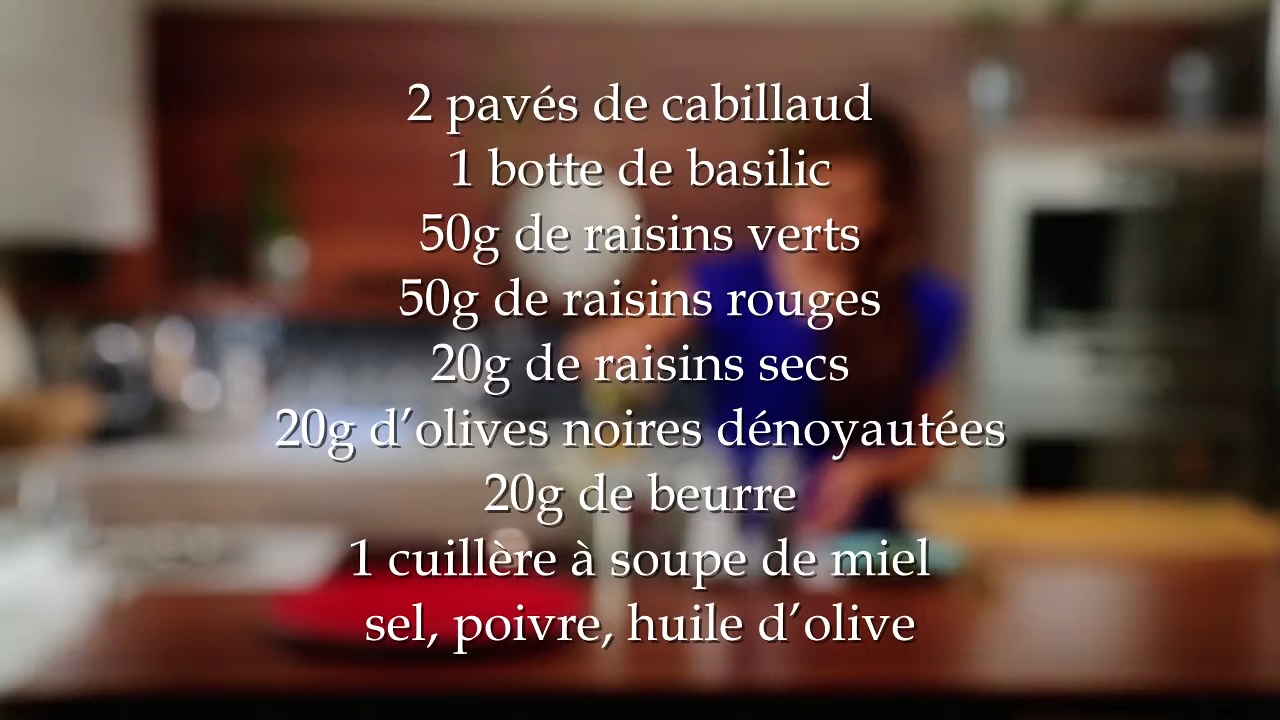 2 pavés de cabillaud
1 botte de basilic
50g de raisins verts
50g de raisins rouges
20g de raisins secs
20g d’olives noires dénoyautées
20g de beurre
1 cuillère à soupe de miel
sel, poivre, huile d’olive